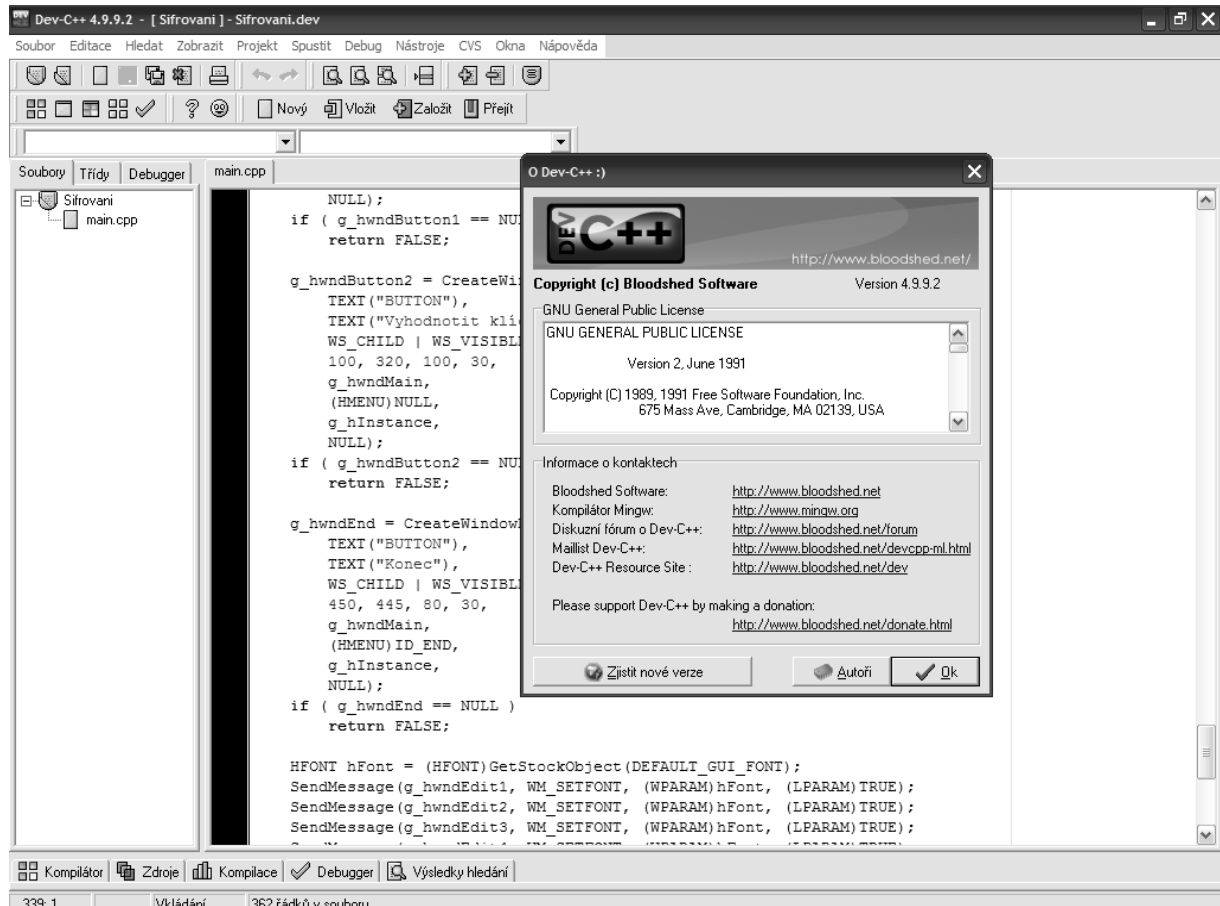 Dev-C++ 4.9.9.2 - [ Sifrovani ] - Sifrovani.dev
Soubor Editace Hledat Zobrazit Projekt Spustit Debug Nástroje CVS Okna Nápověda
Nový Vložit Založit Přejít
Soubory Třídy Debugger
Sifrovani
main.cpp
main.cpp
NULL);
if ( g_hwndButton1 == NU
return FALSE;
g_hwndButton2 = CreateWi
TEXT("BUTTON"),
TEXT("Vyhodnotit klí
WS_CHILD | WS_VISIBL
100, 320, 100, 30,
g_hwndMain,
(HMENU)NULL,
g_hInstance,
NULL);
if ( g_hwndButton2 == NU
return FALSE;
g_hwndEnd = CreateWindow
TEXT("BUTTON"),
TEXT("Konec"),
WS_CHILD | WS_VISIBL
450, 445, 80, 30,
g_hwndMain,
(HMENU)ID_END,
g_hInstance,
NULL);
if ( g_hwndEnd == NULL )
return FALSE;
HFONT hFont = (HFONT)GetStockObject(DEFAULT_GUI_FONT);
SendMessage(g_hwndEdit1, WM_SETFONT, (WPARAM)hFont, (LPARAM)TRUE);
SendMessage(g_hwndEdit2, WM_SETFONT, (WPARAM)hFont, (LPARAM)TRUE);
SendMessage(g_hwndEdit3, WM_SETFONT, (WPARAM)hFont, (LPARAM)TRUE);
O Dev-C++ :)
DEV C++
http://www.bloodshed.net/
Copyright (c) Bloodshed Software Version 4.9.9.2
GNU General Public License
GNU GENERAL PUBLIC LICENSE
Version 2, June 1991
Copyright (C) 1989, 1991 Free Software Foundation, Inc.
675 Mass Ave, Cambridge, MA 02139, USA
Informace o kontaktech
Bloodshed Software: http://www.bloodshed.net
Kompilátor Mingw: http://www.mingw.org
Diskuzní fórum o Dev-C++: http://www.bloodshed.net/forum
Maillist Dev-C++: http://www.bloodshed.net/devcpp-ml.html
Dev-C++ Resource Site : http://www.bloodshed.net/dev
Please support Dev-C++ by making a donation:
http://www.bloodshed.net/donate.html
Zjistit nové verze Autoři Ok
Kompilátor Zdroje Kompilace Debugger Výsledky hledání
339: 1 Vkládání 362 řádků v souboru